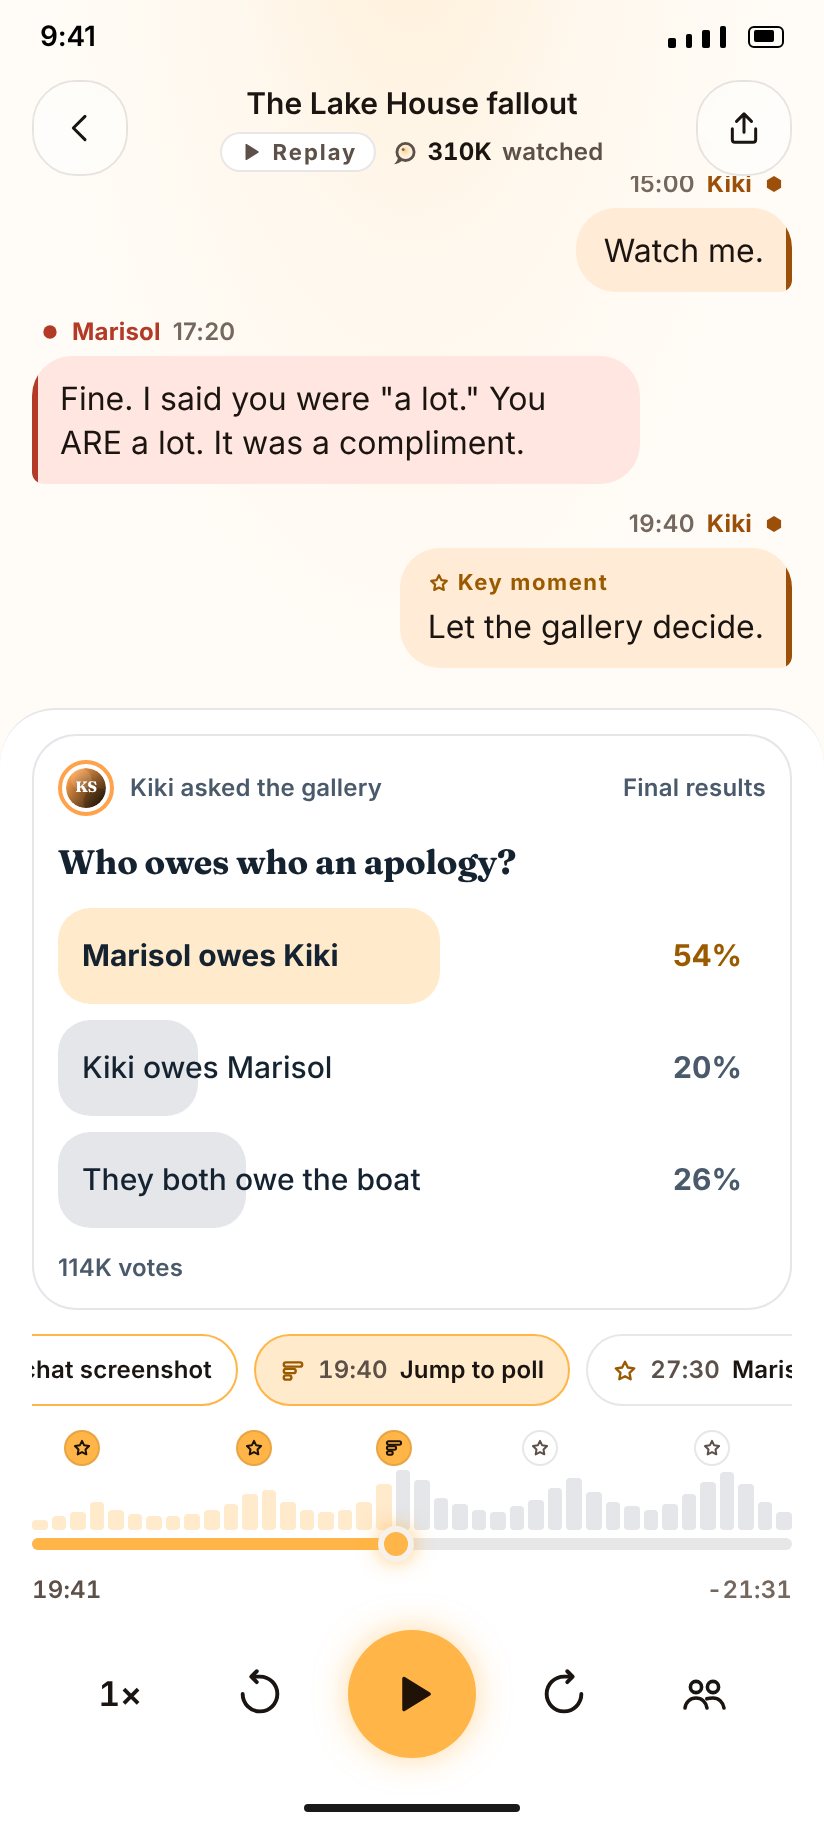 9:41
The Lake House fallout
Replay
310K watched
15:00 Kiki
Watch me.
Marisol 17:20
Fine. I said you were "a lot." You
ARE a lot. It was a compliment.
19:40 Kiki
Key moment
Let the gallery decide.
KS
Kiki asked the gallery
Final results
Who owes who an apology?
Marisol owes Kiki 54%
Kiki owes Marisol 20%
They both owe the boat 26%
114K votes
chat screenshot
19:40 Jump to poll
27:30 Maris
19:41
-21:31
1×